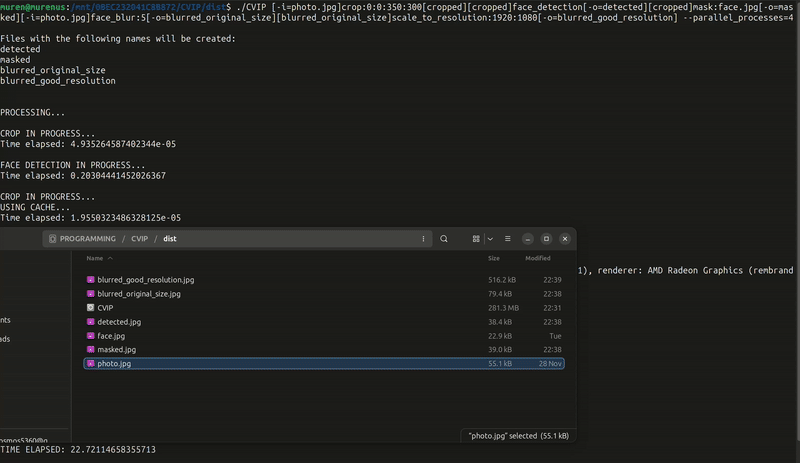 muren@murenus:/mnt/0BEC232041C8B872/CVIP/dist$ ./CVIP [-i=photo.jpg]crop:0:0:350:300[cropped][cropped]face_detection[-o=detected][cropped]mask:face.jpg[-o=mas
ked][-i=photo.jpg]face_blur:5[-o=blurred_original_size][blurred_original_size]scale_to_resolution:1920:1080[-o=blurred_good_resolution] --parallel_processes=4
Files with the following names will be created:
detected
masked
blurred_original_size
blurred_good_resolution
PROCESSING...
CROP IN PROGRESS...
Time elapsed: 4.935264587402344e-05
FACE DETECTION IN PROGRESS...
Time elapsed: 0.20304441452026367
CROP IN PROGRESS...
USING CACHE...
Time elapsed: 1.9550323486328125e-05
PROGRAMMING / CVIP / dist
Name Size Modified
1), renderer: AMD Radeon Graphics (rembrand
blurred_good_resolution.jpg 516.2 kB 22:39
blurred_original_size.jpg 79.4 kB 22:38
CVIP 281.3 MB 22:31
nts
detected.jpg 38.4 kB 22:38
face.jpg 22.9 kB Tue
ads
masked.jpg 39.0 kB 22:38
photo.jpg 55.1 kB 28 Nov
"photo.jpg" selected (55.1 kB)
TIME ELAPSED: 22.72114658355713